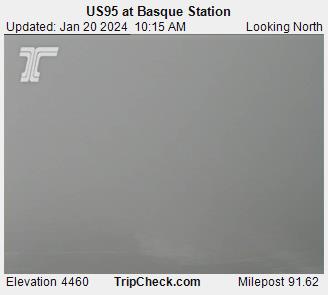 US95 at Basque Station
Updated: Jan 20 2024 10:15 AM Looking North
Elevation 4460 TripCheck.com Milepost 91.62